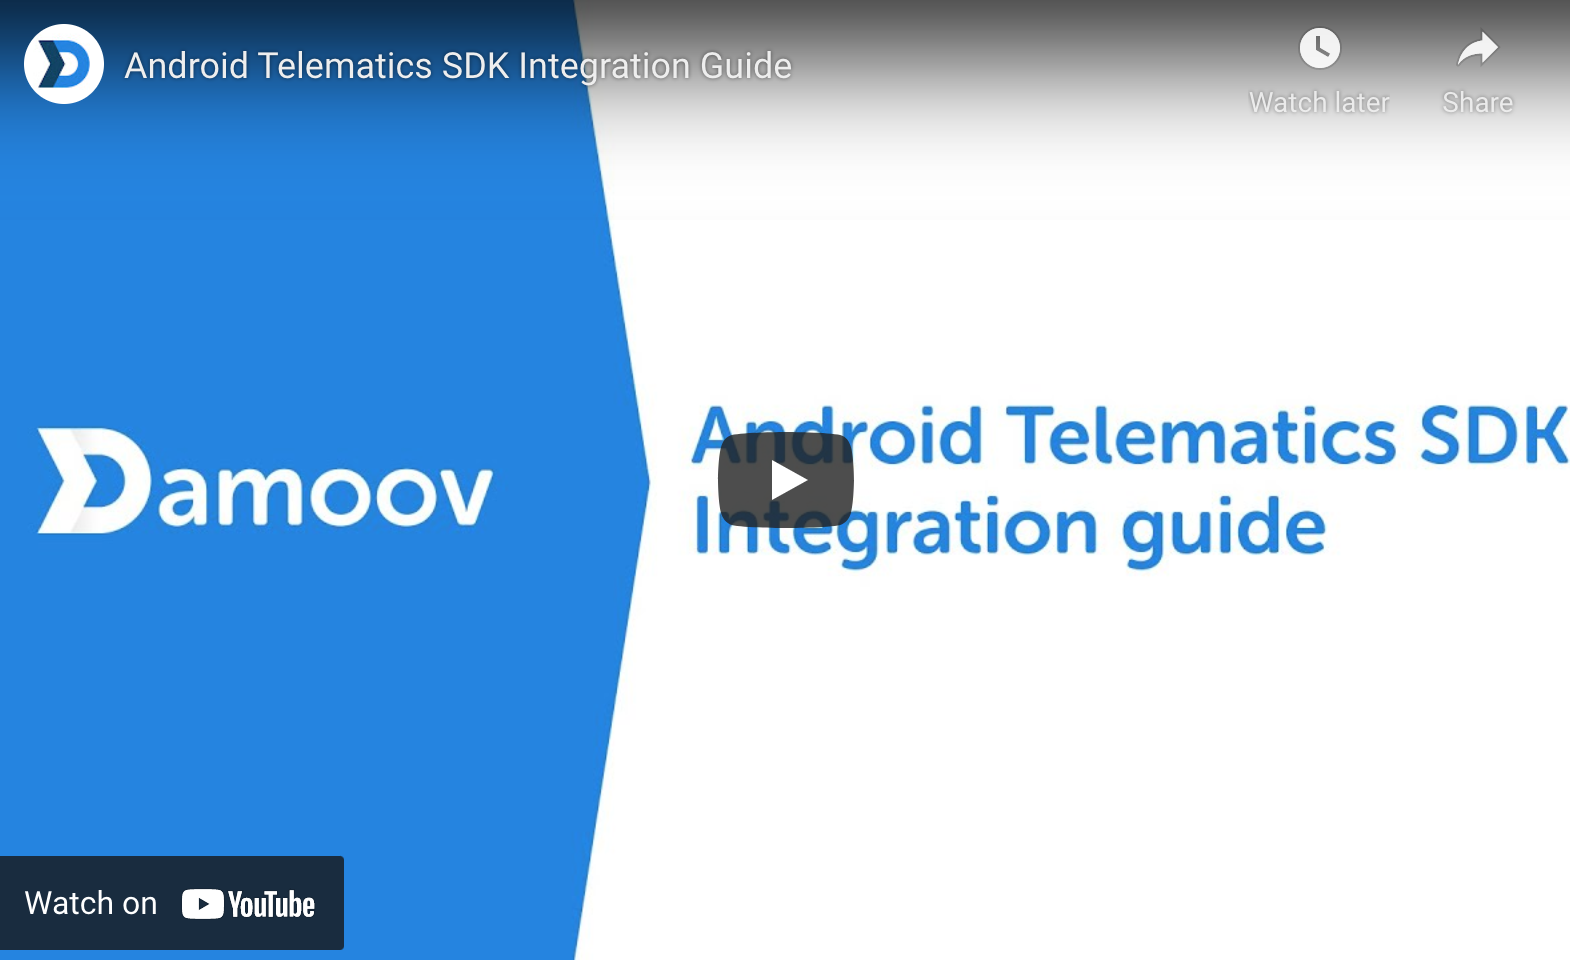 Android Telematics SDK Integration Guide
Watch later
Share
Damoov
Android Telematics SDK
Integration guide
Watch on YouTube